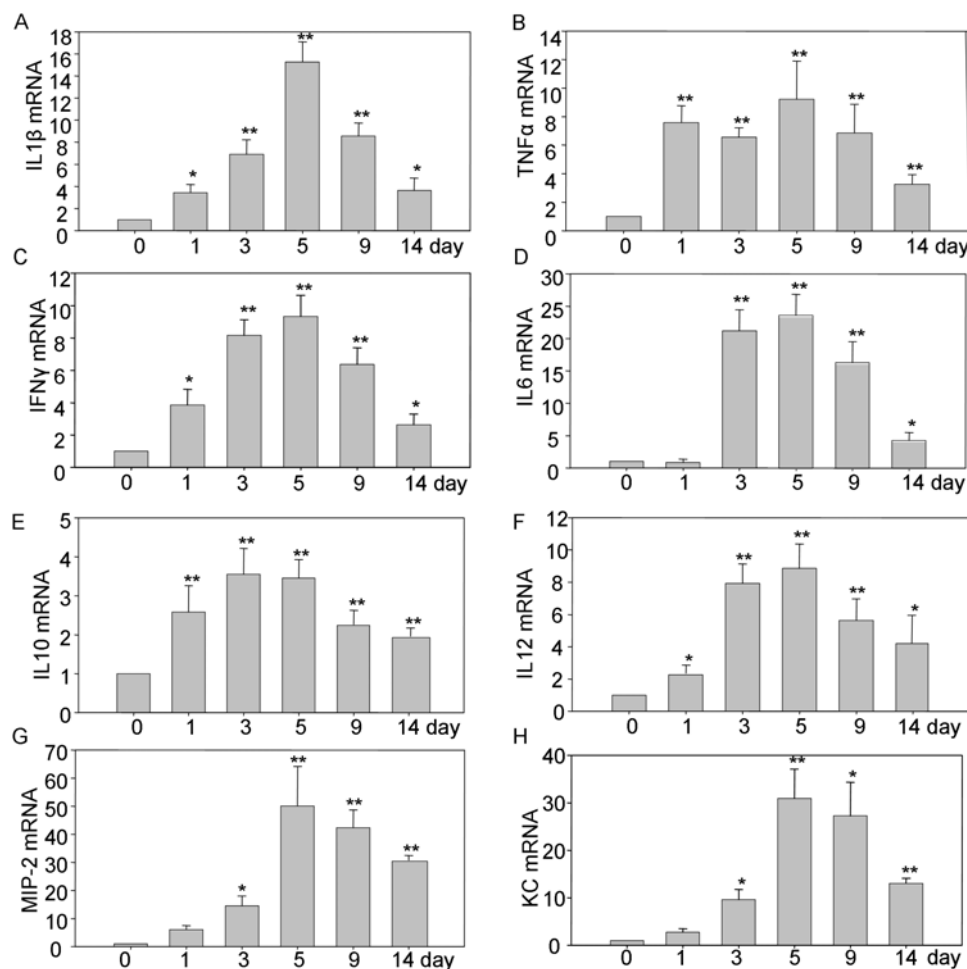 A
IL1β mRNA
18
16
14
12
10
8
6
4
2
0
* ** ** ** *
0 1 3 5 9 14 day
B
TNFα mRNA
14
12
10
8
6
4
2
0
** ** ** ** **
0 1 3 5 9 14 day
C
IFNγ mRNA
12
10
8
6
4
2
0
* ** ** ** *
0 1 3 5 9 14 day
D
IL6 mRNA
30
25
20
15
10
5
0
** ** ** *
0 1 3 5 9 14 day
E
IL10 mRNA
5
4
3
2
1
0
** ** ** ** **
0 1 3 5 9 14 day
F
IL12 mRNA
12
10
8
6
4
2
0
* ** ** ** *
0 1 3 5 9 14 day
G
MIP-2 mRNA
70
60
50
40
30
20
10
0
* ** ** **
0 1 3 5 9 14 day
H
KC mRNA
40
30
20
10
0
* ** * **
0 1 3 5 9 14 day